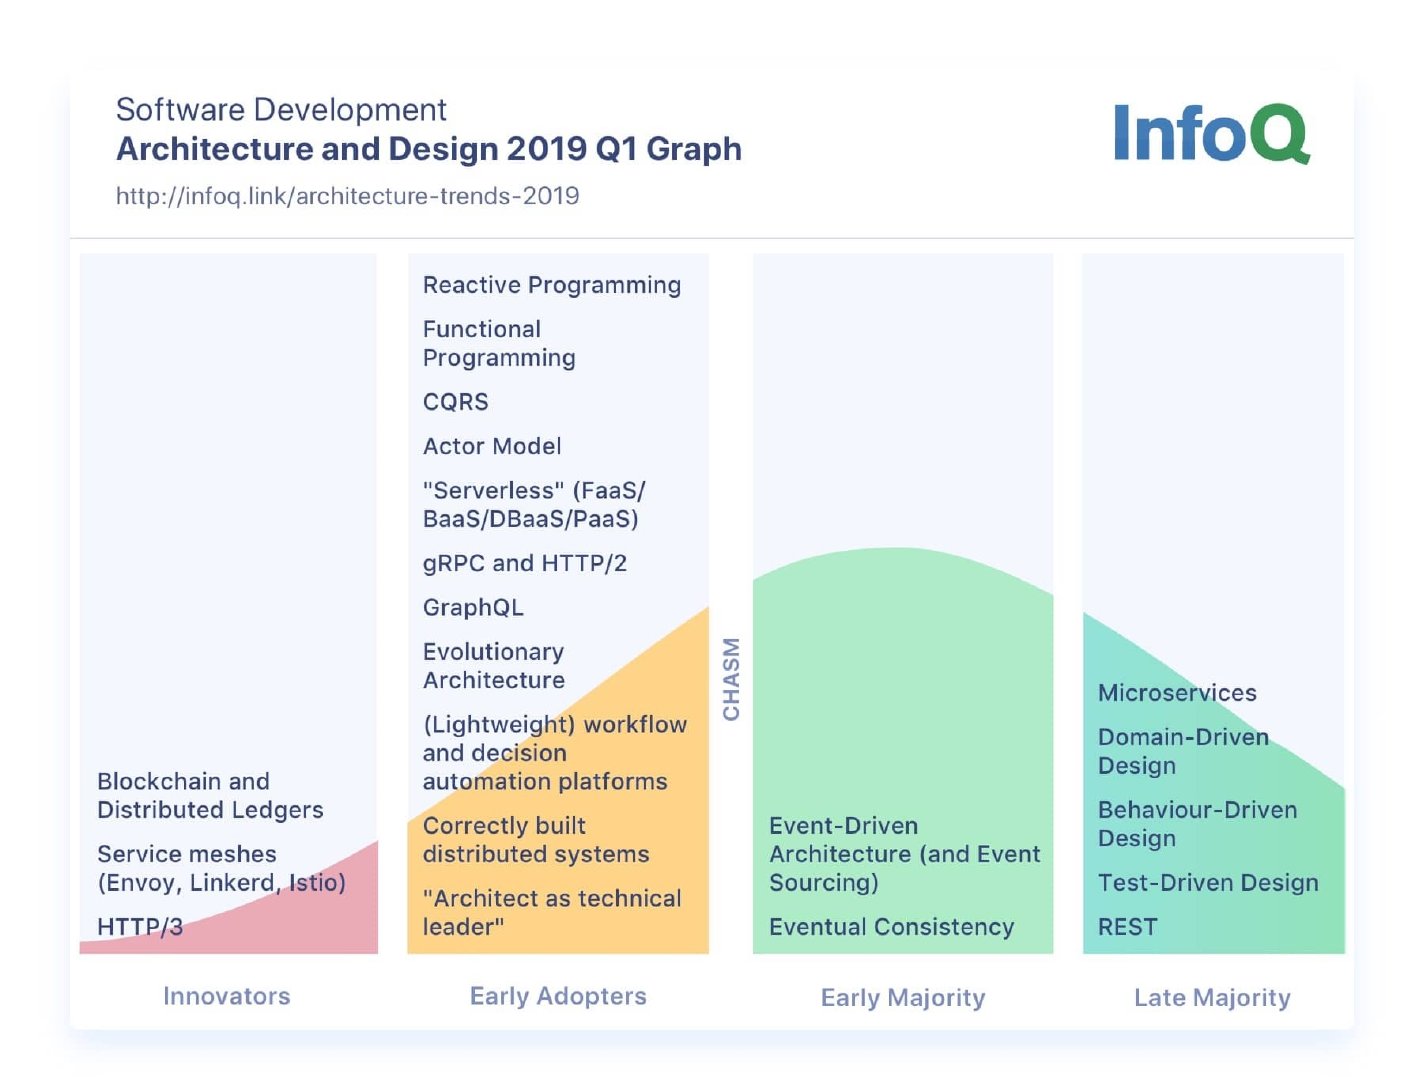 Software Development
Architecture and Design 2019 Q1 Graph
http://infoq.link/architecture-trends-2019
InfoQ
Blockchain and
Distributed Ledgers
Service meshes
(Envoy, Linkerd, Istio)
HTTP/3
Innovators
Reactive Programming
Functional
Programming
CQRS
Actor Model
"Serverless" (FaaS/
BaaS/DBaaS/PaaS)
gRPC and HTTP/2
GraphQL
Evolutionary
Architecture
(Lightweight) workflow
and decision
automation platforms
Correctly built
distributed systems
"Architect as technical
leader"
Early Adopters
CHASM
Event-Driven
Architecture (and Event
Sourcing)
Eventual Consistency
Early Majority
Microservices
Domain-Driven
Design
Behaviour-Driven
Design
Test-Driven Design
REST
Late Majority